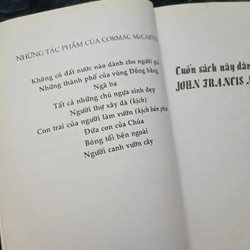 NHỮNG TÁC PHẨM CỦA CORMAC McCART
Không có đất nước nào dành cho người già
Những thành phố của vùng Đồng bằng
Ngã ba
Tất cả những chú ngựa xinh đẹp
Người thợ xây đá (kịch)
Con trai của người làm vườn (kịch bản phim
Đứa con của Chúa
Bóng tối bên ngoài
Người canh vườn cây
Cuốn sách này dàn
JOHN FRANCIS